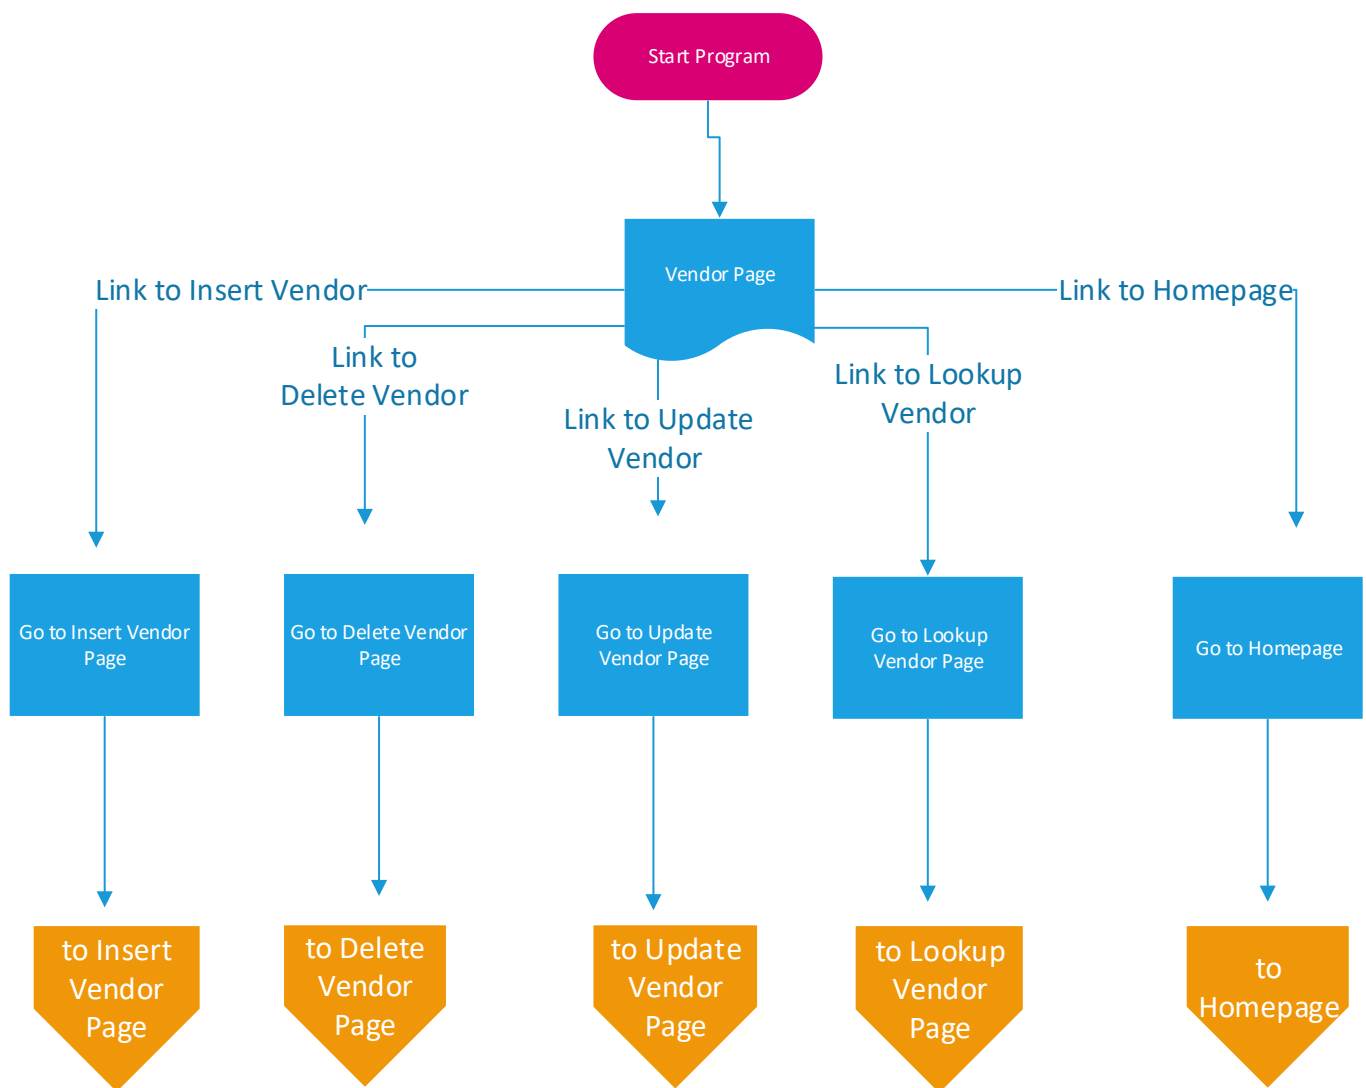 Start Program
Vendor Page
Link to Insert Vendor
Link to Homepage
Link to
Delete Vendor
Link to Lookup
Vendor
Link to Update
Vendor
Go to Insert Vendor
Page
Go to Delete Vendor
Page
Go to Update
Vendor Page
Go to Lookup
Vendor Page
Go to Homepage
to Insert
Vendor
Page
to Delete
Vendor
Page
to Update
Vendor
Page
to Lookup
Vendor
Page
to
Homepage